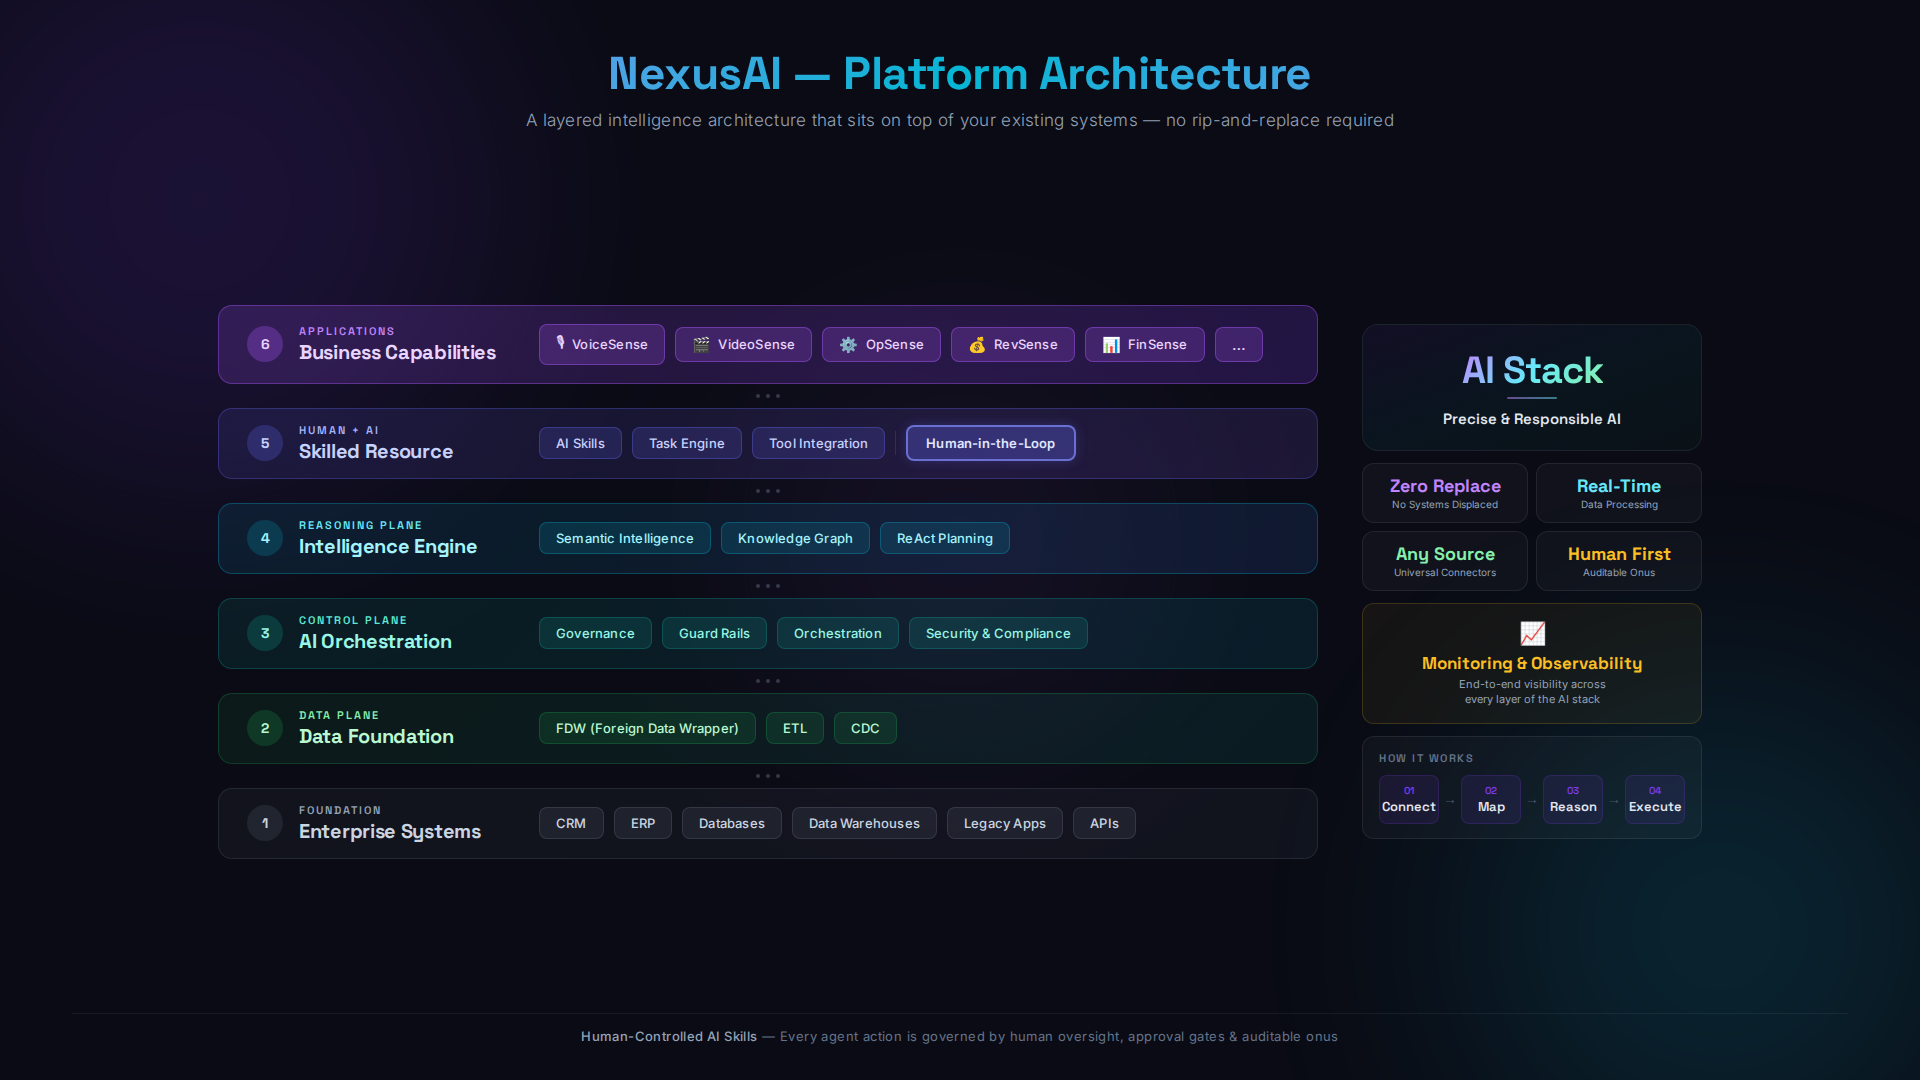 NexusAI — Platform Architecture
A layered intelligence architecture that sits on top of your existing systems — no rip-and-replace required
6
APPLICATIONS
Business Capabilities
VoiceSense
VideoSense
OpSense
RevSense
FinSense
...
5
HUMAN + AI
Skilled Resource
AI Skills
Task Engine
Tool Integration
Human-in-the-Loop
4
REASONING PLANE
Intelligence Engine
Semantic Intelligence
Knowledge Graph
ReAct Planning
3
CONTROL PLANE
AI Orchestration
Governance
Guard Rails
Orchestration
Security & Compliance
2
DATA PLANE
Data Foundation
FDW (Foreign Data Wrapper)
ETL
CDC
1
FOUNDATION
Enterprise Systems
CRM
ERP
Databases
Data Warehouses
Legacy Apps
APIs
AI Stack
Precise & Responsible AI
Zero Replace
No Systems Displaced
Real-Time
Data Processing
Any Source
Universal Connectors
Human First
Auditable Onus
Monitoring & Observability
End-to-end visibility across
every layer of the AI stack
HOW IT WORKS
01
Connect
→
02
Map
→
03
Reason
→
04
Execute
Human-Controlled AI Skills — Every agent action is governed by human oversight, approval gates & auditable onus